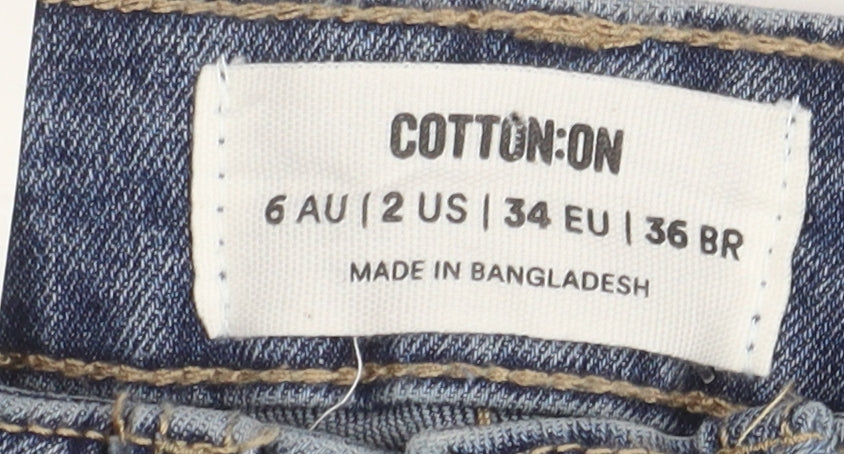 COTTON:ON
6 AU | 2 US | 34 EU | 36 BR
MADE IN BANGLADESH